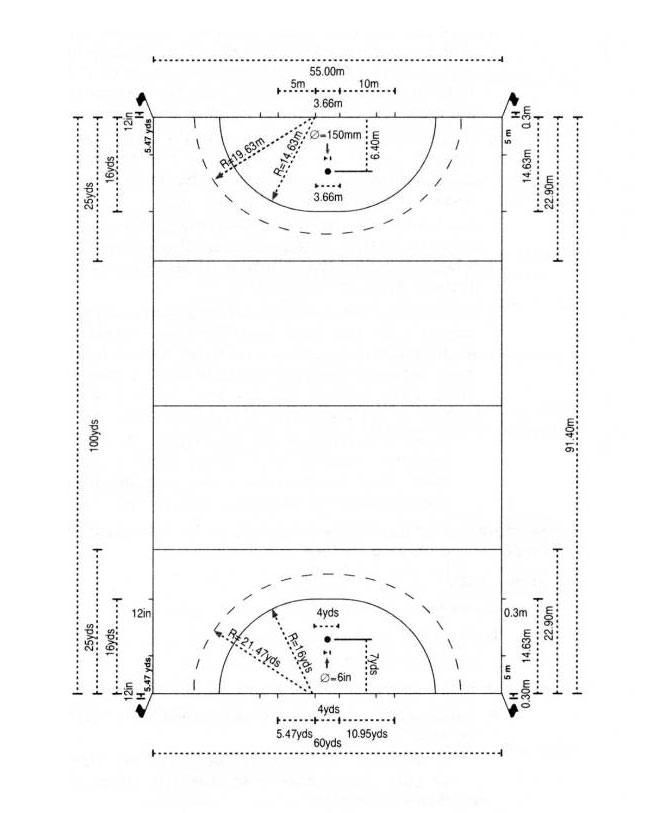 55.00m
5m 10m
3.66m
12in
H
H
0.3m
5.47 yds
5 m
R=19.63m
R=14.63m
Ø=150mm
6.40m
3.66m
16yds
25yds
14.63m
22.90m
100yds
91.40m
12in
0.3m
4yds
R=21.47yds
R=16yds
7yds
Ø=6in
25yds
16yds
5.47 yds
12in
H
H
5 m
0.30m
14.63m
22.90m
4yds
5.47yds 10.95yds
60yds